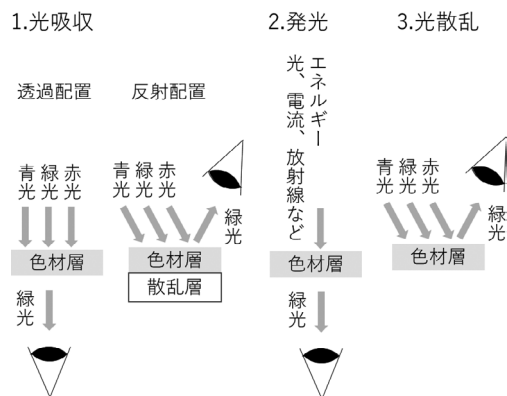 1.光吸収
透過配置
反射配置
青光
緑光
赤光
色材層
緑光
青光
緑光
赤光
緑光
色材層
散乱層
2.発光
エネルギー
光、電流、放射線など
色材層
緑光
3.光散乱
青光
緑光
赤光
緑光
色材層